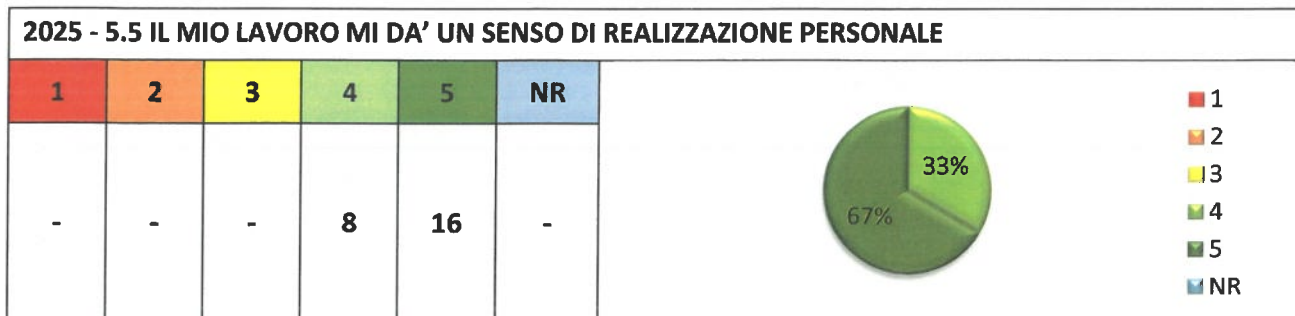 2025 - 5.5 IL MIO LAVORO MI DA' UN SENSO DI REALIZZAZIONE PERSONALE
1 2 3 4 5 NR
- - - 8 16 -
33%
67%
1
2
3
4
5
NR